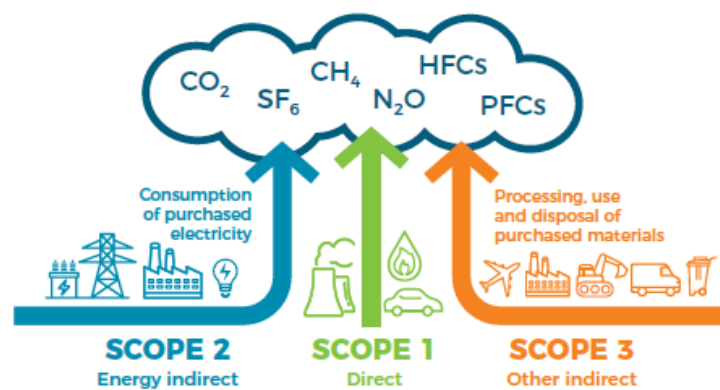 CO₂
SF₆
CH₄
N₂O
HFCs
PFCs
Consumption
of purchased
electricity
Processing, use
and disposal of
purchased materials
SCOPE 2
Energy indirect
SCOPE 1
Direct
SCOPE 3
Other indirect